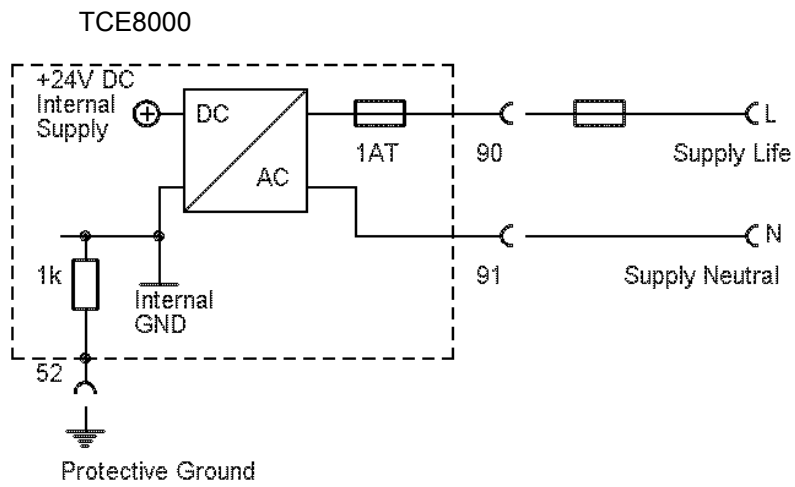 TCE8000
+24V DC
Internal
Supply
DC
AC
1AT
90
L
Supply Life
N
91
Supply Neutral
1k
Internal
GND
52
Protective Ground